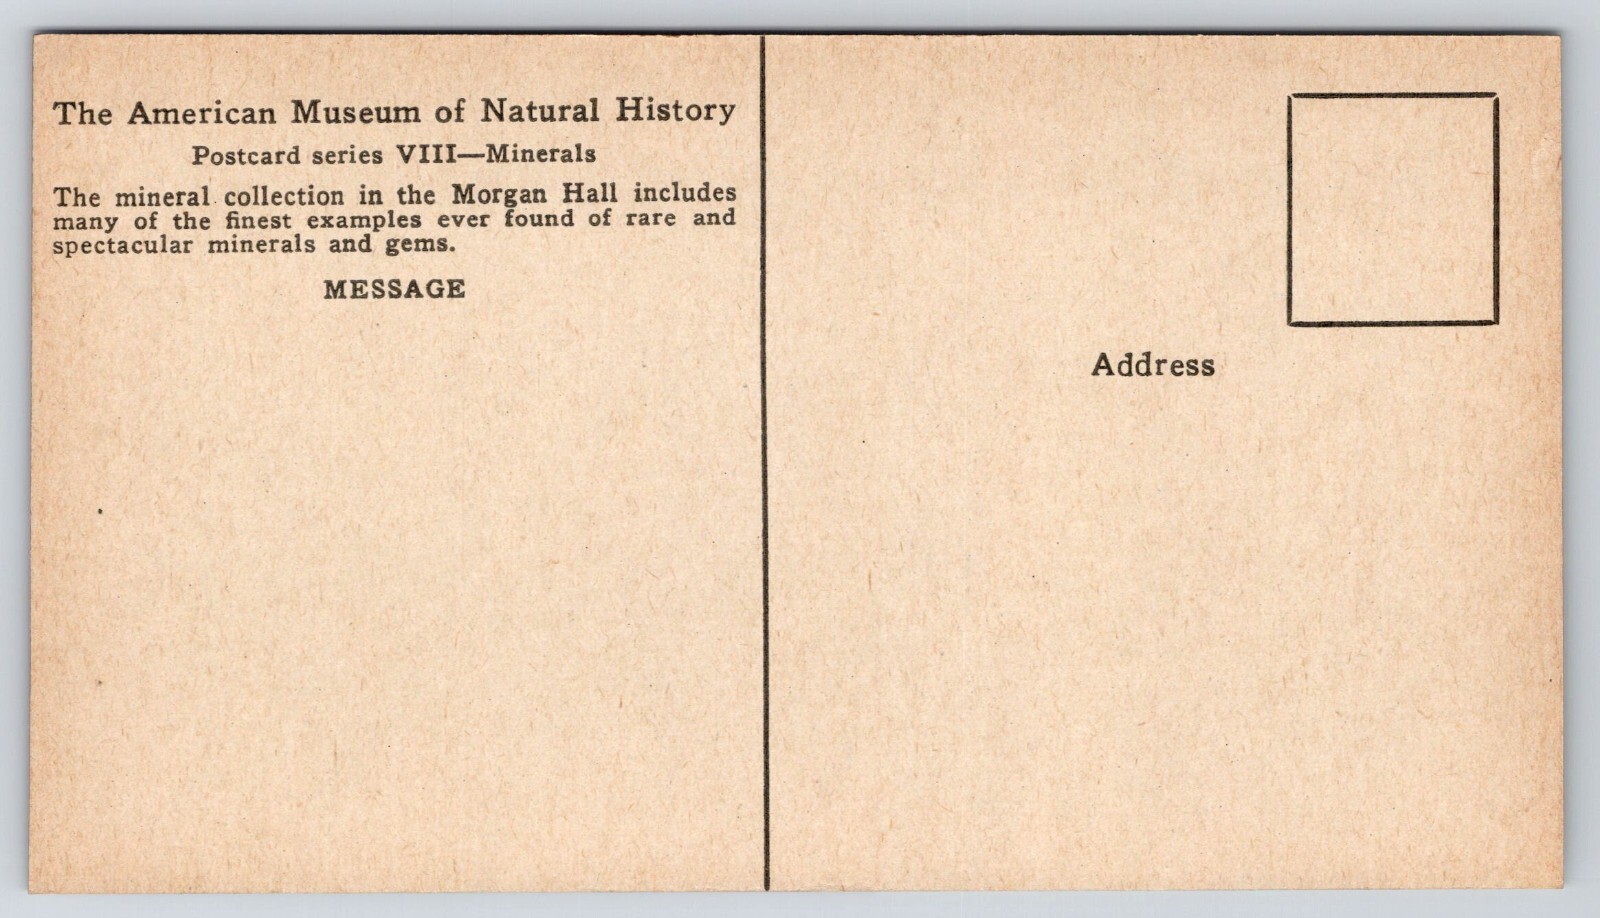 The American Museum of Natural History
Postcard series VIII—Minerals
The mineral collection in the Morgan Hall includes
many of the finest examples ever found of rare and
spectacular minerals and gems.
MESSAGE
Address